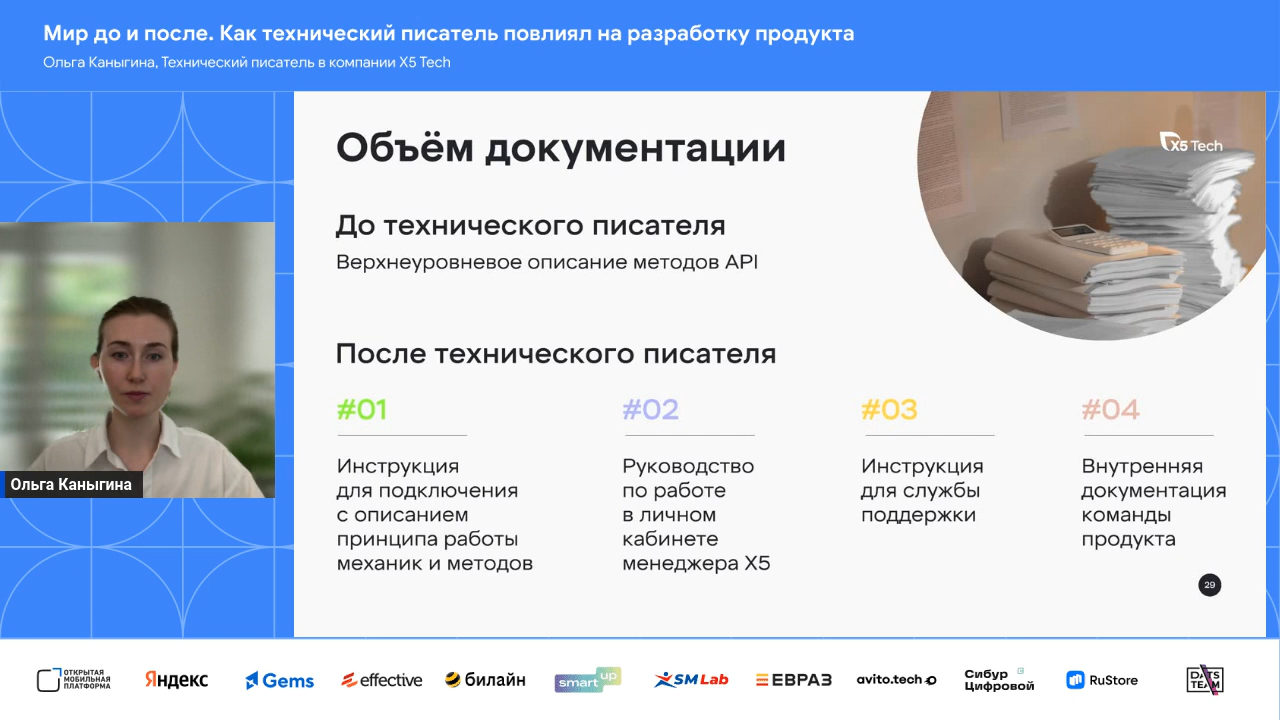 Мир до и после. Как технический писатель повлиял на разработку продукта
Ольга Каныгина, Технический писатель в компании X5 Tech
X5 Tech
Объём документации
До технического писателя
Верхнеуровневое описание методов API
После технического писателя
#01
Инструкция
для подключения
с описанием
принципа работы
механик и методов
#02
Руководство
по работе
в личном
кабинете
менеджера X5
#03
Инструкция
для службы
поддержки
#04
Внутренняя
документация
команды
продукта
29
Ольга Каныгина
ОТКРЫТАЯ
МОБИЛЬНАЯ
ПЛАТФОРМА
Яндекс
Gems
effective
билайн
smart up
SM Lab
ЕВРАЗ
avito.tech
Сибур
Цифровой
RuStore
DATS
TEAM